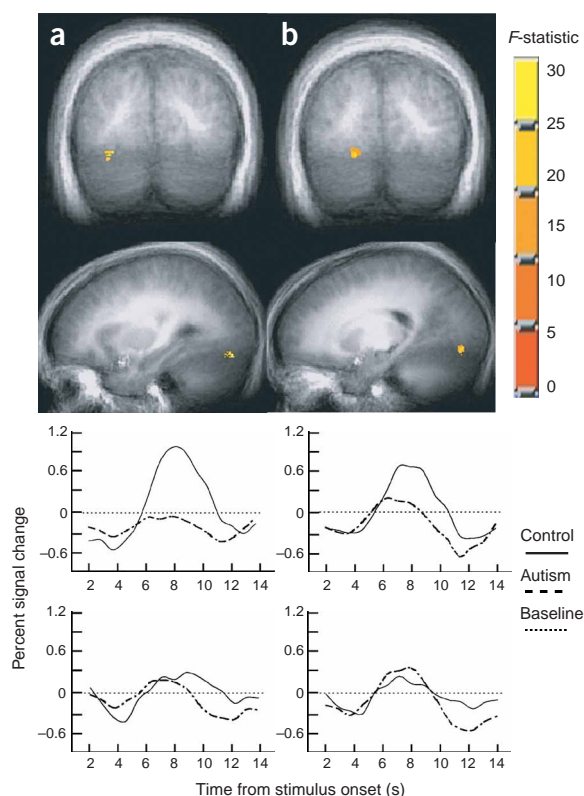 a
b
F-statistic
30
25
20
15
10
5
0
1.2
0.6
0
–0.6
2 4 6 8 10 12 14
1.2
0.6
0
–0.6
2 4 6 8 10 12 14
1.2
0.6
0
–0.6
2 4 6 8 10 12 14
1.2
0.6
0
–0.6
2 4 6 8 10 12 14
Percent signal change
Time from stimulus onset (s)
Control
Autism
Baseline